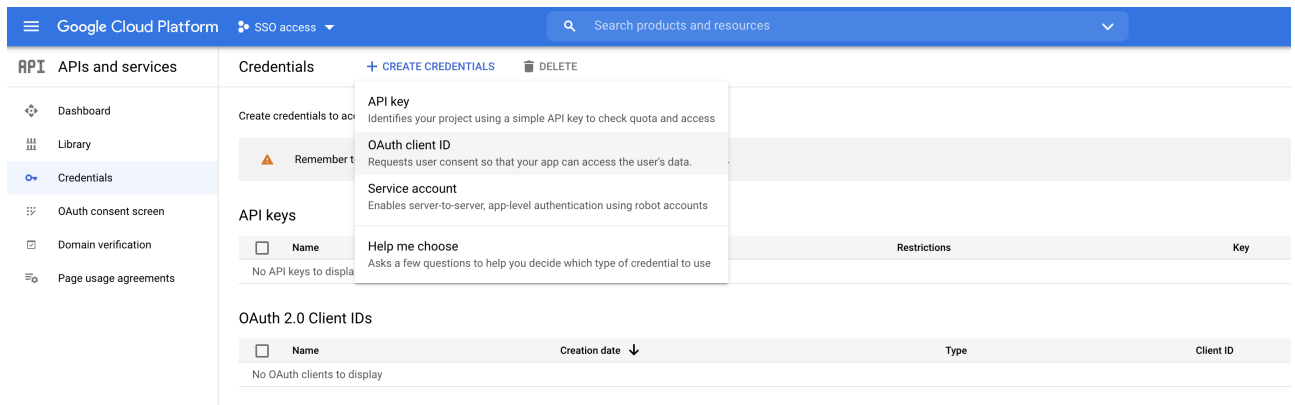 Google Cloud Platform
SSO access
Search products and resources
API APIs and services
Credentials
+ CREATE CREDENTIALS
DELETE
Dashboard
Library
Credentials
OAuth consent screen
Domain verification
Page usage agreements
Create credentials to
Remember
API key
Identifies your project using a simple API key to check quota and access
OAuth client ID
Requests user consent so that your app can access the user's data.
Service account
Enables server-to-server, app-level authentication using robot accounts
Help me choose
Asks a few questions to help you decide which type of credential to use
API keys
Name
Restrictions
Key
No API keys to displa
OAuth 2.0 Client IDs
Name
Creation date
Type
Client ID
No OAuth clients to display